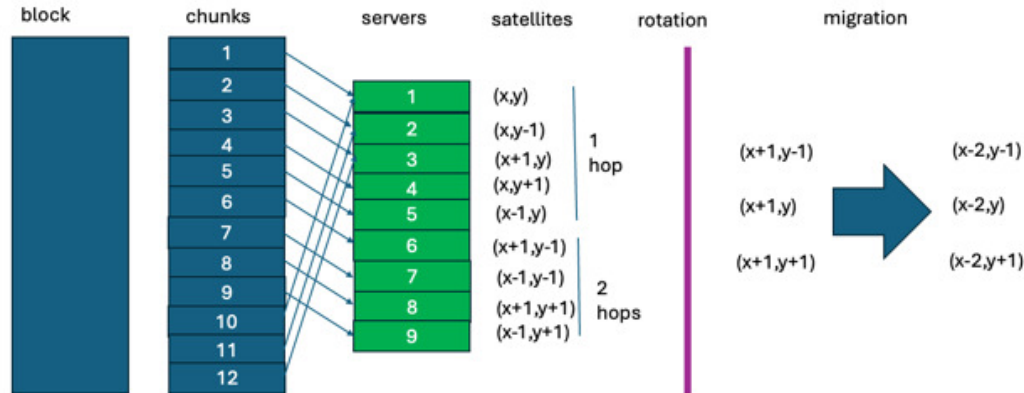 block
chunks
servers
satellites
rotation
migration
1
2
3
4
5
6
7
8
9
10
11
12
1
2
3
4
5
6
7
8
9
(x,y)
(x,y-1)
(x+1,y)
(x,y+1)
(x-1,y)
(x+1,y-1)
(x-1,y-1)
(x+1,y+1)
(x-1,y+1)
1
hop
2
hops
(x+1,y-1)
(x+1,y)
(x+1,y+1)
(x-2,y-1)
(x-2,y)
(x-2,y+1)